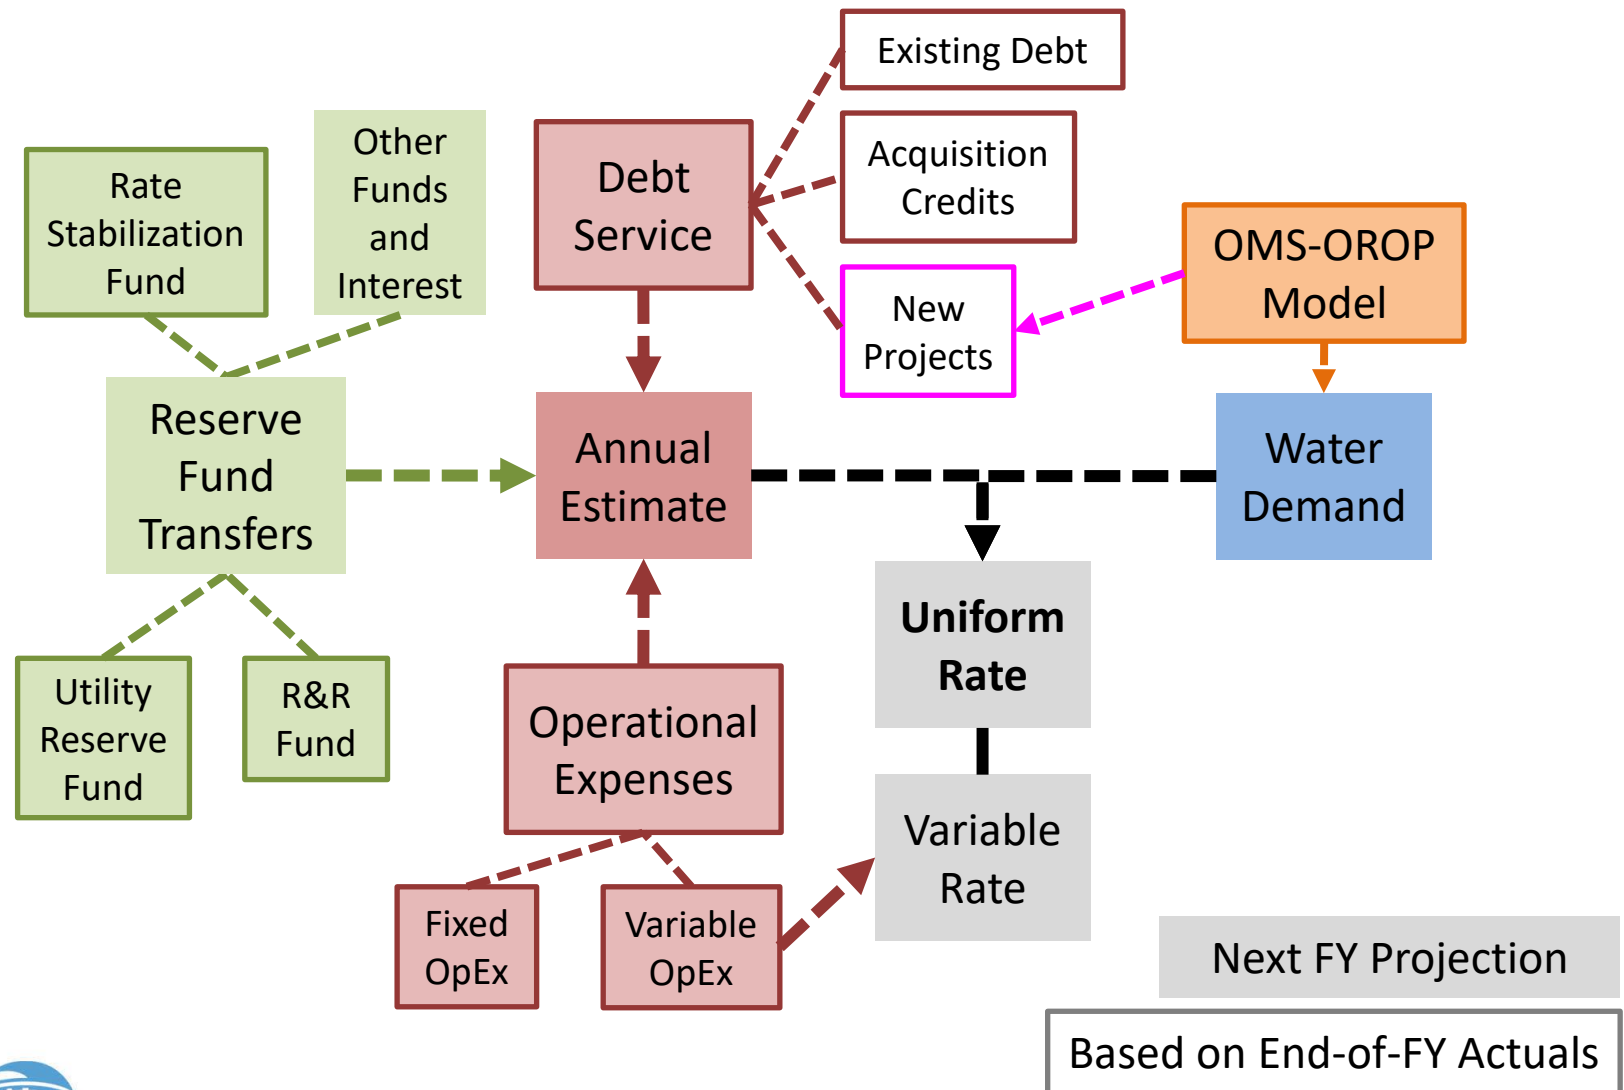 Existing Debt
Other
Funds
and
Interest
Rate
Stabilization
Fund
Debt
Service
Acquisition
Credits
OMS-OROP
Model
New
Projects
Reserve
Fund
Transfers
Annual
Estimate
Water
Demand
Uniform
Rate
Utility
Reserve
Fund
R&R
Fund
Operational
Expenses
Variable
Rate
Fixed
OpEx
Variable
OpEx
Next FY Projection
Based on End-of-FY Actuals